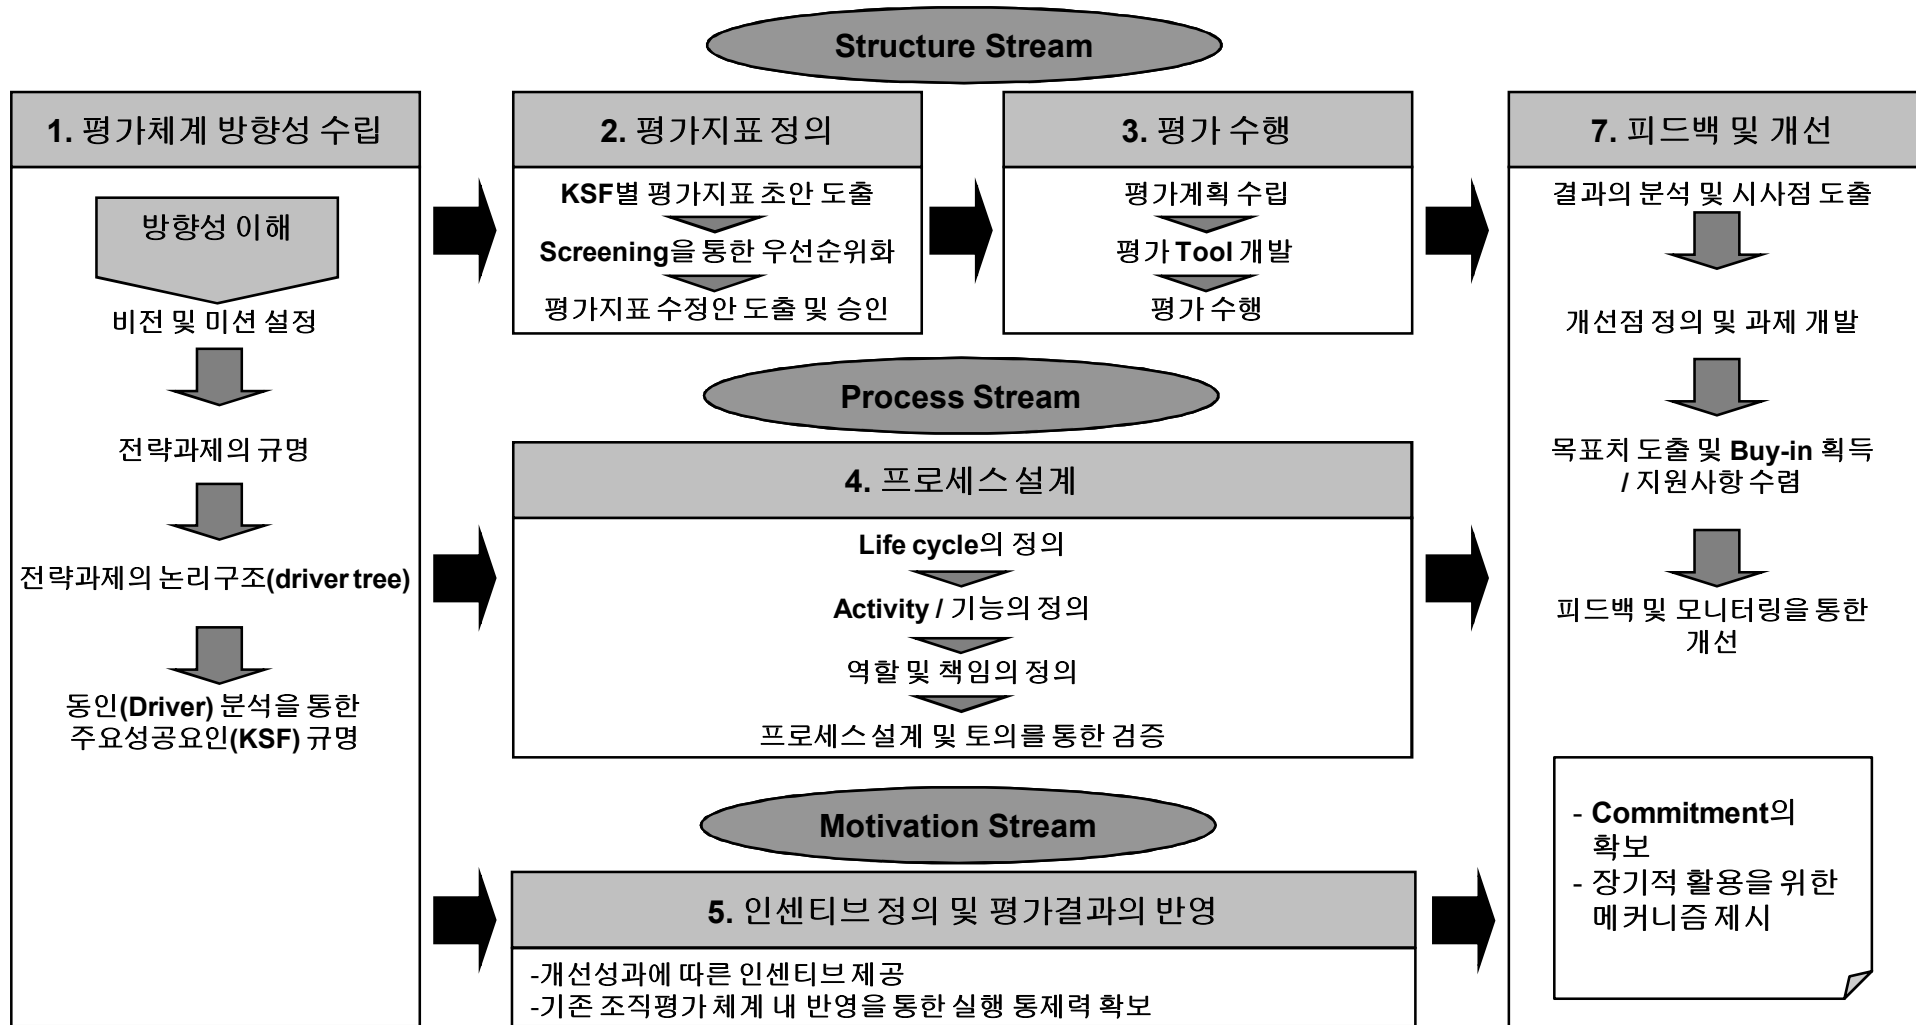 Structure Stream
1. 평가체계 방향성 수립
방향성 이해
비전 및 미션 설정
전략과제의 규명
전략과제의 논리구조(driver tree)
동인(Driver) 분석을 통한
주요성공요인(KSF) 규명
2. 평가지표 정의
KSF별 평가지표 초안 도출
Screening을 통한 우선순위화
평가지표 수정안 도출 및 승인
3. 평가 수행
평가계획 수립
평가 Tool 개발
평가 수행
Process Stream
4. 프로세스 설계
Life cycle의 정의
Activity / 기능의 정의
역할 및 책임의 정의
프로세스 설계 및 토의를 통한 검증
Motivation Stream
5. 인센티브 정의 및 평가결과의 반영
-개선성과에 따른 인센티브 제공
-기존 조직평가 체계 내 반영을 통한 실행 통제력 확보
7. 피드백 및 개선
결과의 분석 및 시사점 도출
개선점 정의 및 과제 개발
목표치 도출 및 Buy-in 획득
/ 지원사항 수렴
피드백 및 모니터링을 통한
개선
- Commitment의
확보
- 장기적 활용을 위한
메커니즘 제시